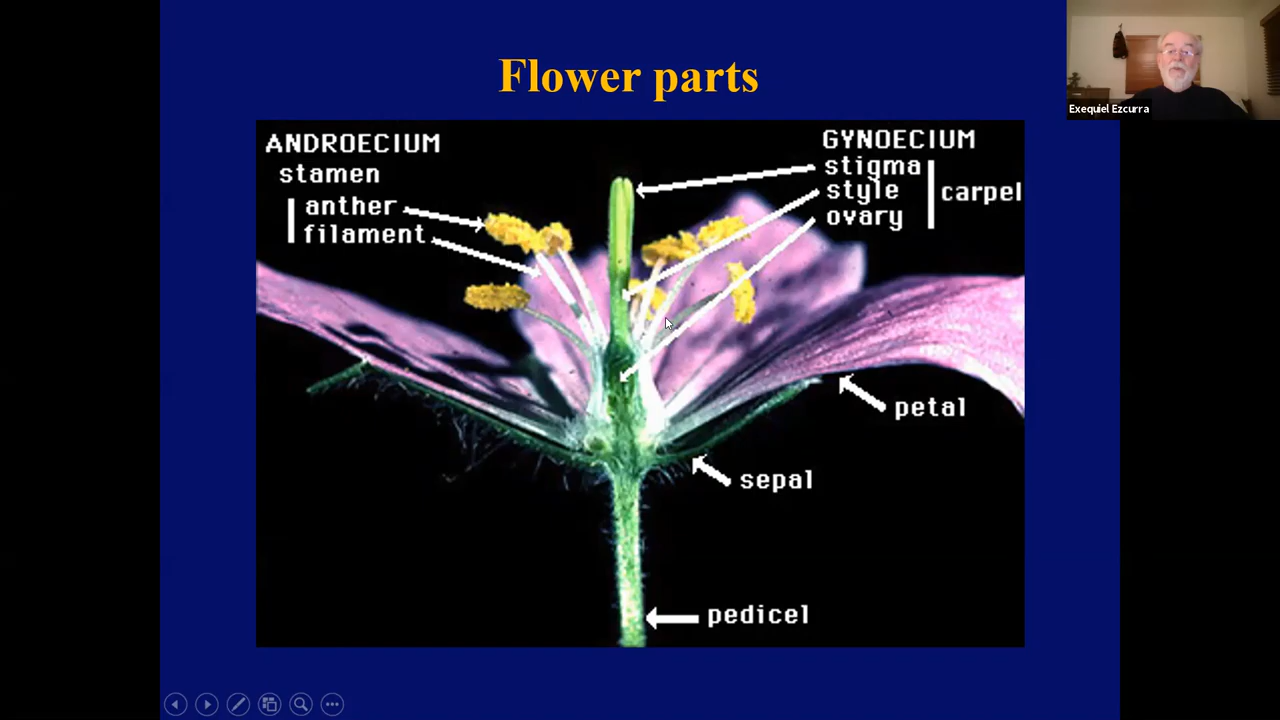 Flower parts
Exequiel Ezcurra
ANDROECIUM
stamen
anther
filament
GYNOECIUM
stigma
style
ovary
carpel
petal
sepal
pedicel